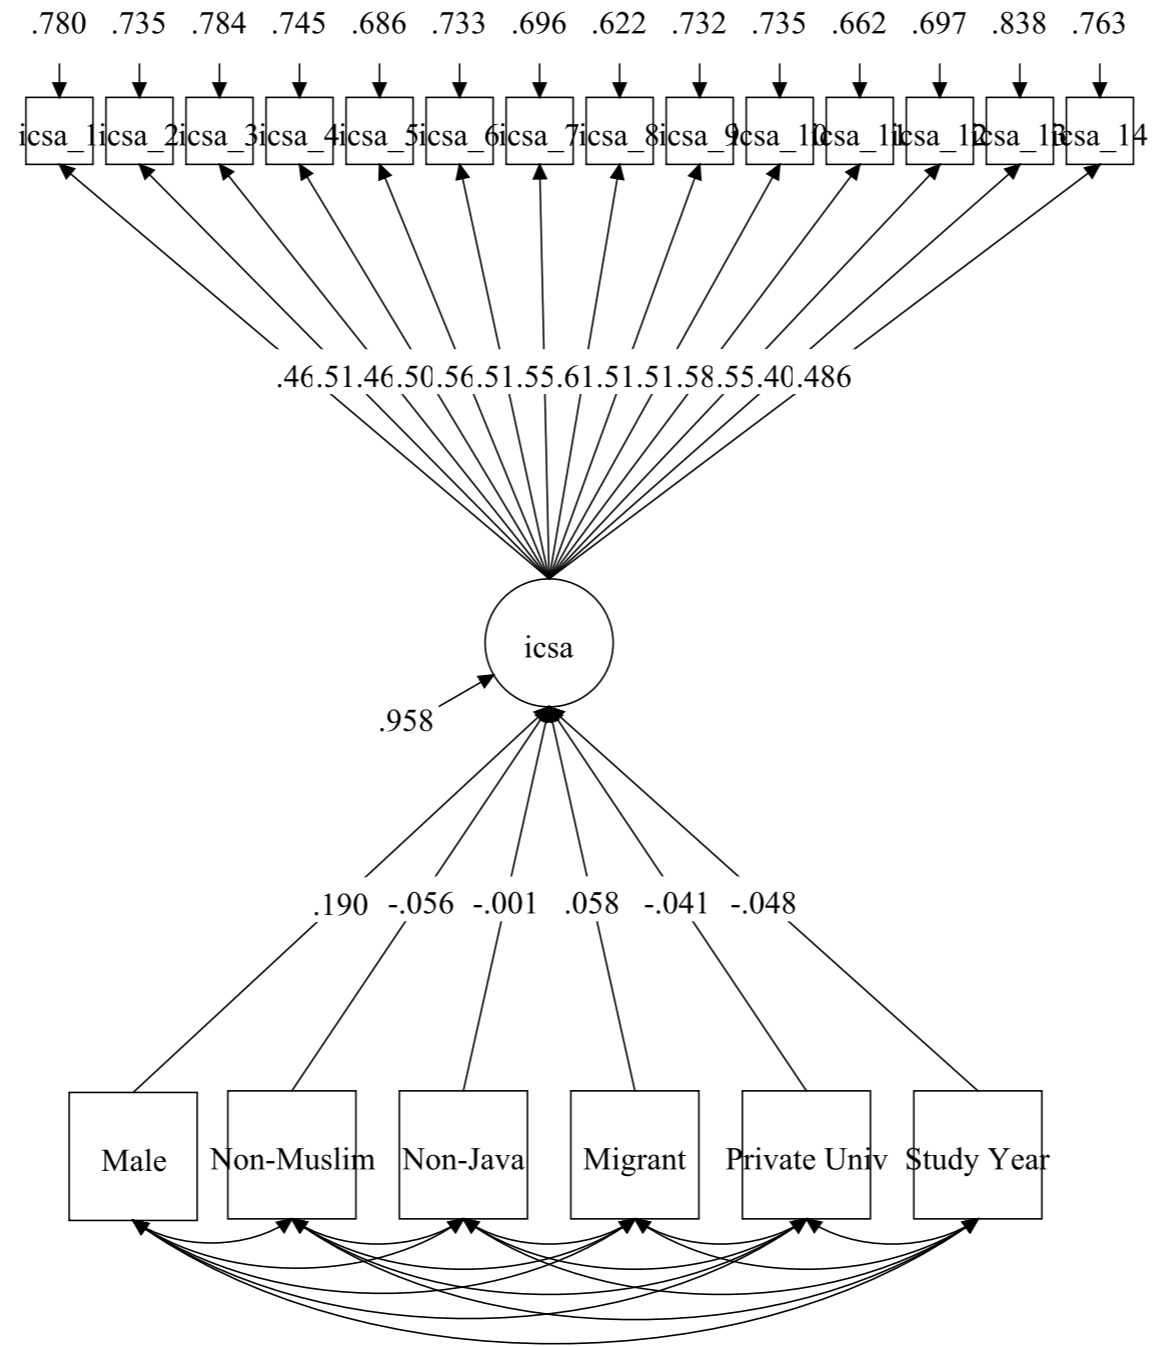 .780 .735 .784 .745 .686 .733 .696 .622 .732 .735 .662 .697 .838 .763
icsa_1 icsa_2 icsa_3 icsa_4 icsa_5 icsa_6 icsa_7 icsa_8 icsa_9 icsa_10 icsa_11 icsa_12 icsa_13 icsa_14
.46 .51 .46 .50 .56 .51 .55 .61 .51 .51 .58 .55 .40 .486
icsa
.958
.190 -.056 -.001 .058 -.041 -.048
Male Non-Muslim Non-Java Migrant Private Univ Study Year